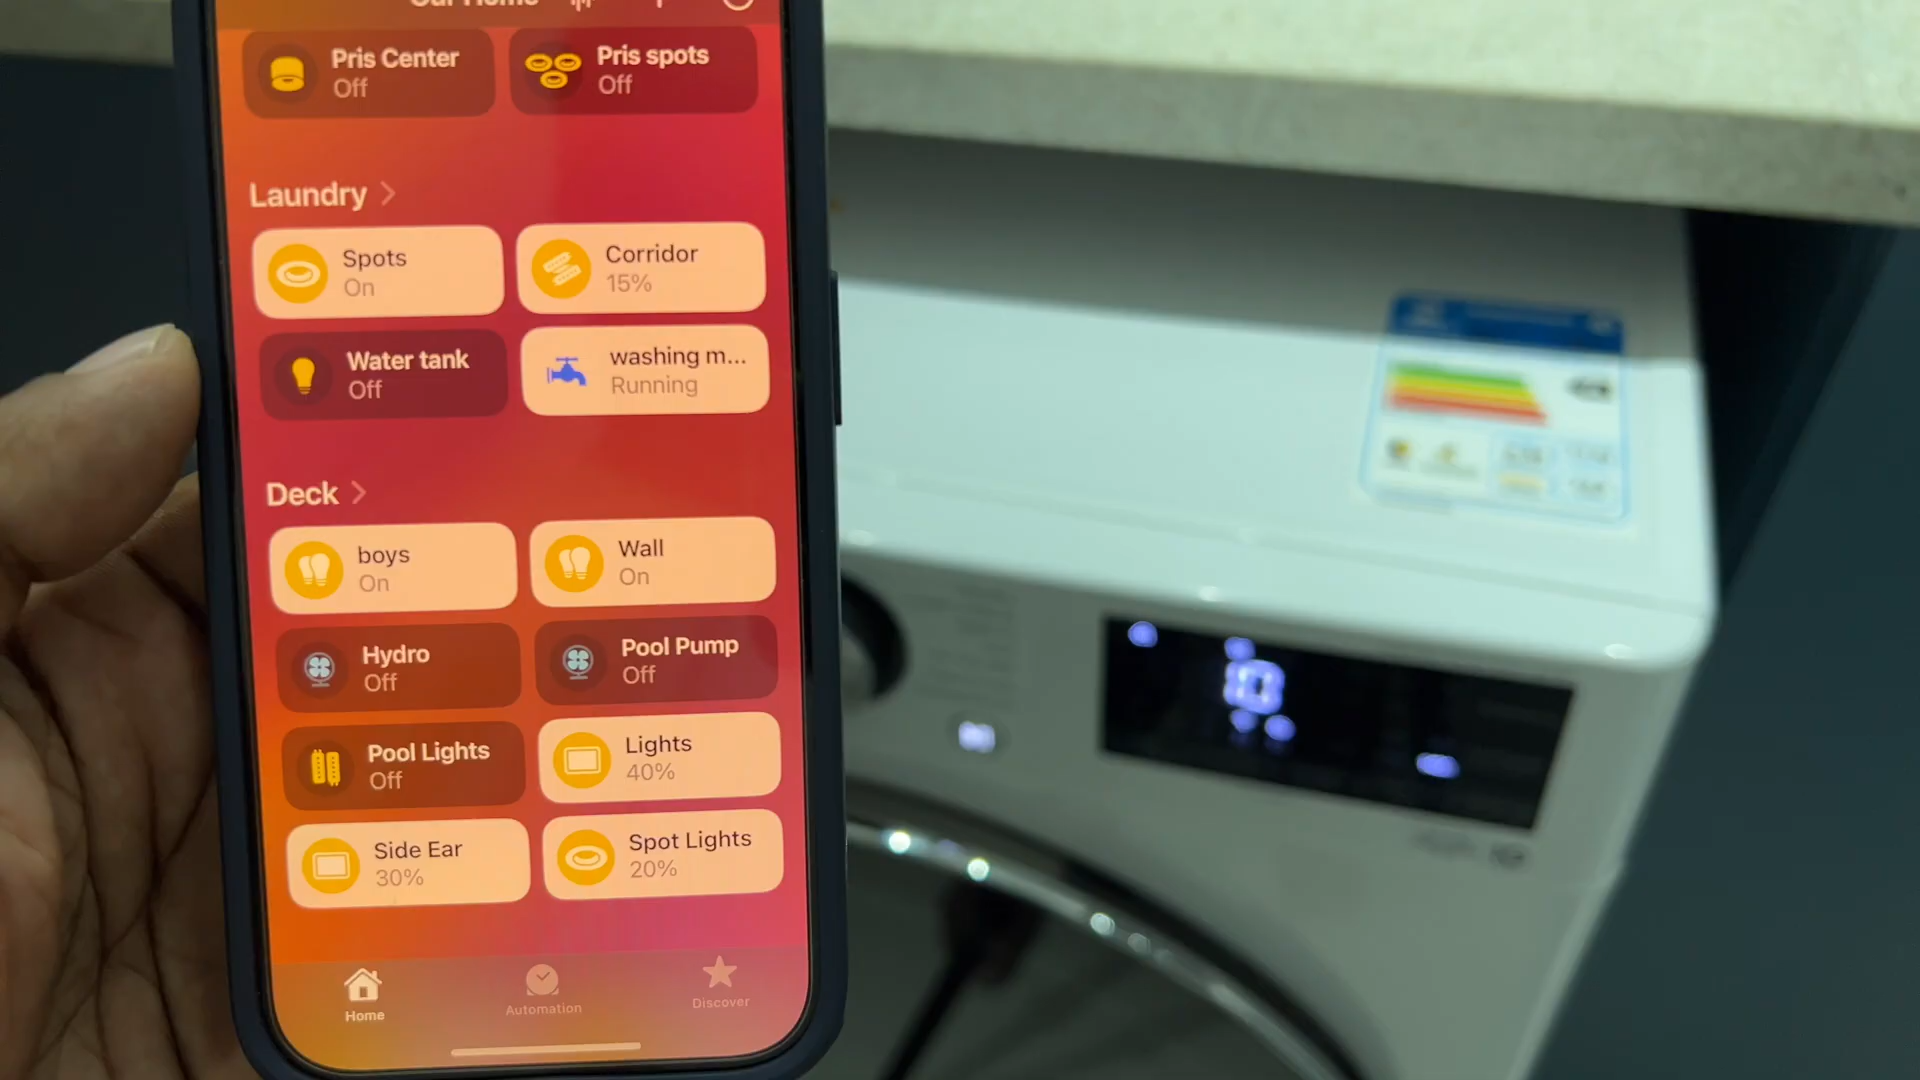 Our Home
Pris Center
Off
Pris spots
Off
Laundry
Spots
On
Corridor
15%
Water tank
Off
washing m...
Running
Deck
boys
On
Wall
On
Hydro
Off
Pool Pump
Off
Pool Lights
Off
Lights
40%
Side Ear
30%
Spot Lights
20%
Home
Automation
Discover